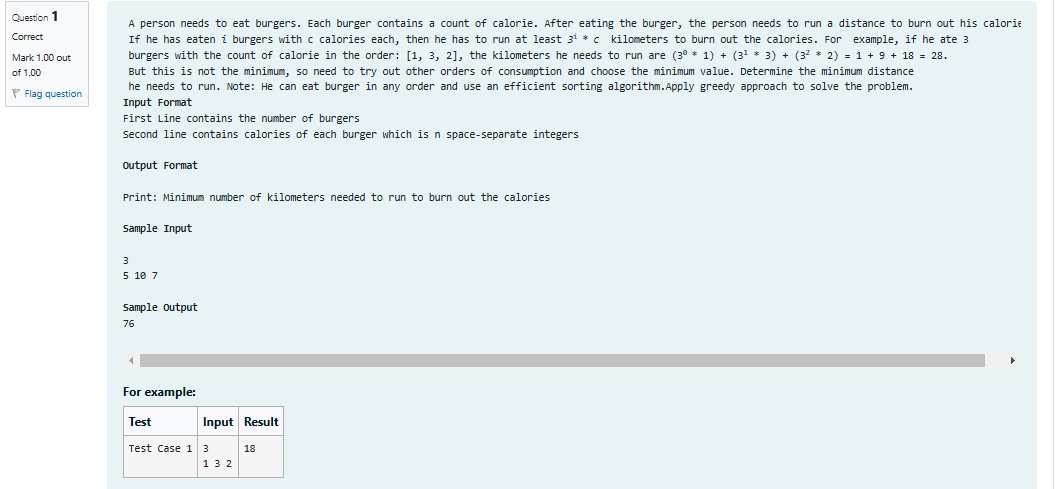 Question 1
Correct
Mark 1.00 out
of 1.00
Flag question
A person needs to eat burgers. Each burger contains a count of calorie. After eating the burger, the person needs to run a distance to burn out his calorie
If he has eaten i burgers with c calories each, then he has to run at least 3ⁱ * c kilometers to burn out the calories. For example, if he ate 3
burgers with the count of calorie in the order: [1, 3, 2], the kilometers he needs to run are (3⁰ * 1) + (3¹ * 3) + (3² * 2) = 1 + 9 + 18 = 28.
But this is not the minimum, so need to try out other orders of consumption and choose the minimum value. Determine the minimum distance
he needs to run. Note: He can eat burger in any order and use an efficient sorting algorithm.Apply greedy approach to solve the problem.
Input Format
First Line contains the number of burgers
Second line contains calories of each burger which is n space-separate integers
Output Format
Print: Minimum number of kilometers needed to run to burn out the calories
Sample Input
3
5 10 7
Sample Output
76
For example:
Test Input Result
Test Case 1 3 18
1 3 2